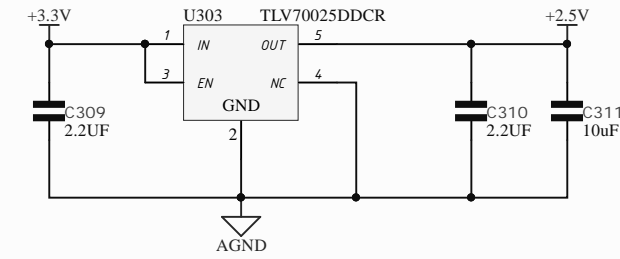 +3.3V
U303
TLV70025DDCR
+2.5V
1
IN
OUT
5
3
EN
NC
4
GND
2
C309
2.2UF
C310
2.2UF
C311
10uF
AGND